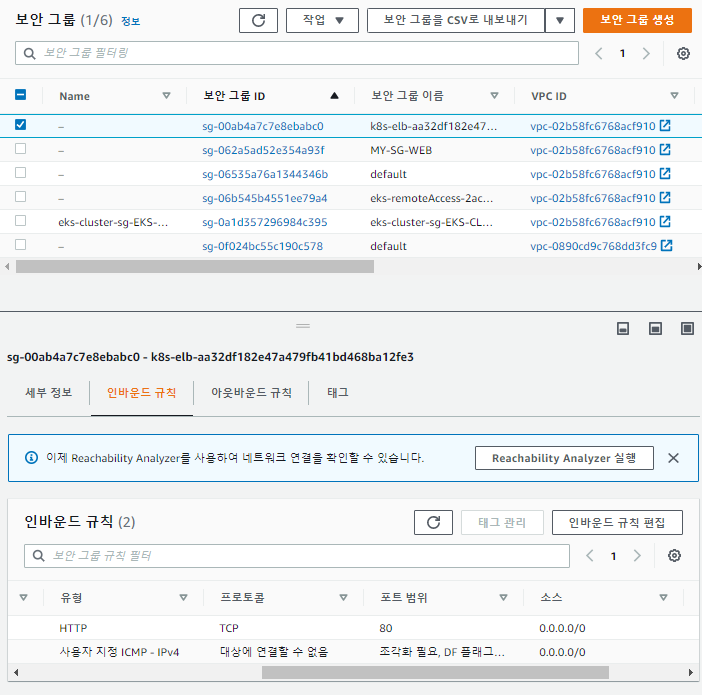 보안 그룹 (1/6) 정보 작업 보안 그룹을 CSV로 내보내기 보안 그룹 생성
보안 그룹 필터링 1
Name 보안 그룹 ID 보안 그룹 이름 VPC ID
– sg-00ab4a7c7e8ebabc0 k8s-elb-aa32df182e47... vpc-02b58fc6768acf910
– sg-062a5ad52e354a93f MY-SG-WEB vpc-02b58fc6768acf910
– sg-06535a76a1344346b default vpc-02b58fc6768acf910
– sg-06b545b4551ee79a4 eks-remoteAccess-2ac... vpc-02b58fc6768acf910
eks-cluster-sg-EKS-... sg-0a1d357296984c395 eks-cluster-sg-EKS-CL... vpc-02b58fc6768acf910
– sg-0f024bc55c190c578 default vpc-0890cd9c768dd3fc9
sg-00ab4a7c7e8ebabc0 - k8s-elb-aa32df182e47a479fb41bd468ba12fe3
세부 정보 인바운드 규칙 아웃바운드 규칙 태그
이제 Reachability Analyzer를 사용하여 네트워크 연결을 확인할 수 있습니다. Reachability Analyzer 실행
인바운드 규칙 (2) 태그 관리 인바운드 규칙 편집
보안 그룹 규칙 필터 1
유형 프로토콜 포트 범위 소스
HTTP TCP 80 0.0.0.0/0
사용자 지정 ICMP - IPv4 대상에 연결할 수 없음 조각화 필요, DF 플래그... 0.0.0.0/0